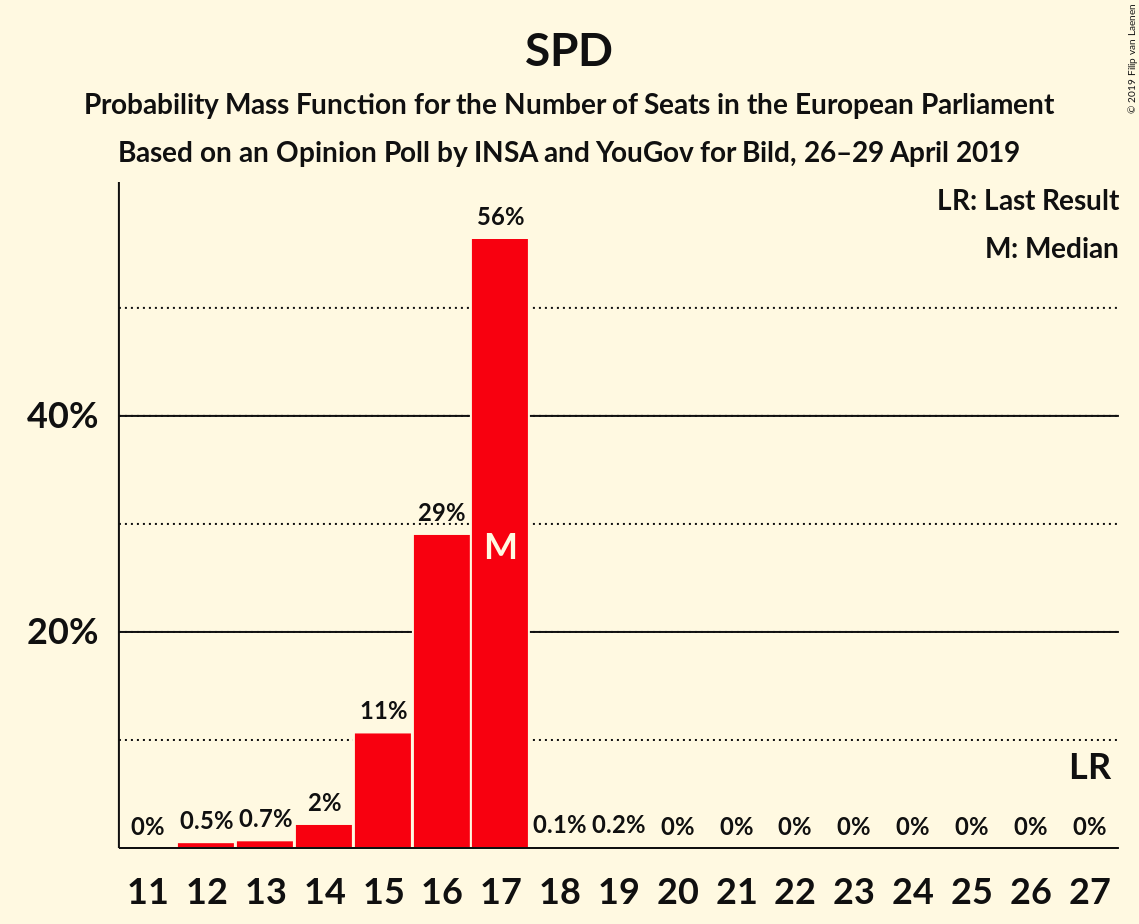 SPD
Probability Mass Function for the Number of Seats in the European Parliament
Based on an Opinion Poll by INSA and YouGov for Bild, 26–29 April 2019
© 2019 Filip van Laenen
LR: Last Result
M: Median
56%
40%
29%
M
20%
11%
LR
0% 0.5% 0.7% 2% 0.1% 0.2% 0% 0% 0% 0% 0% 0% 0% 0%
11 12 13 14 15 16 17 18 19 20 21 22 23 24 25 26 27